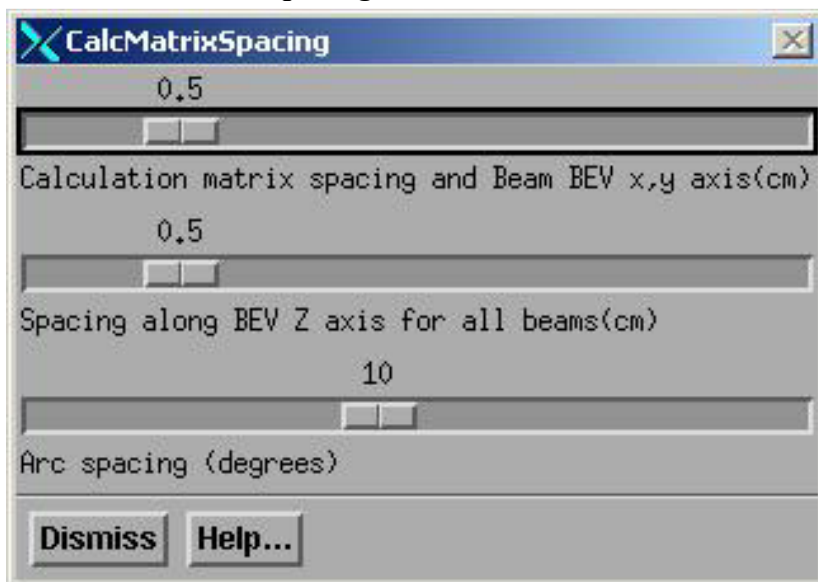 CalcMatrixSpacing
0.5
Calculation matrix spacing and Beam BEV x,y axis(cm)
0.5
Spacing along BEV Z axis for all beams(cm)
10
Arc spacing (degrees)
Dismiss Help...